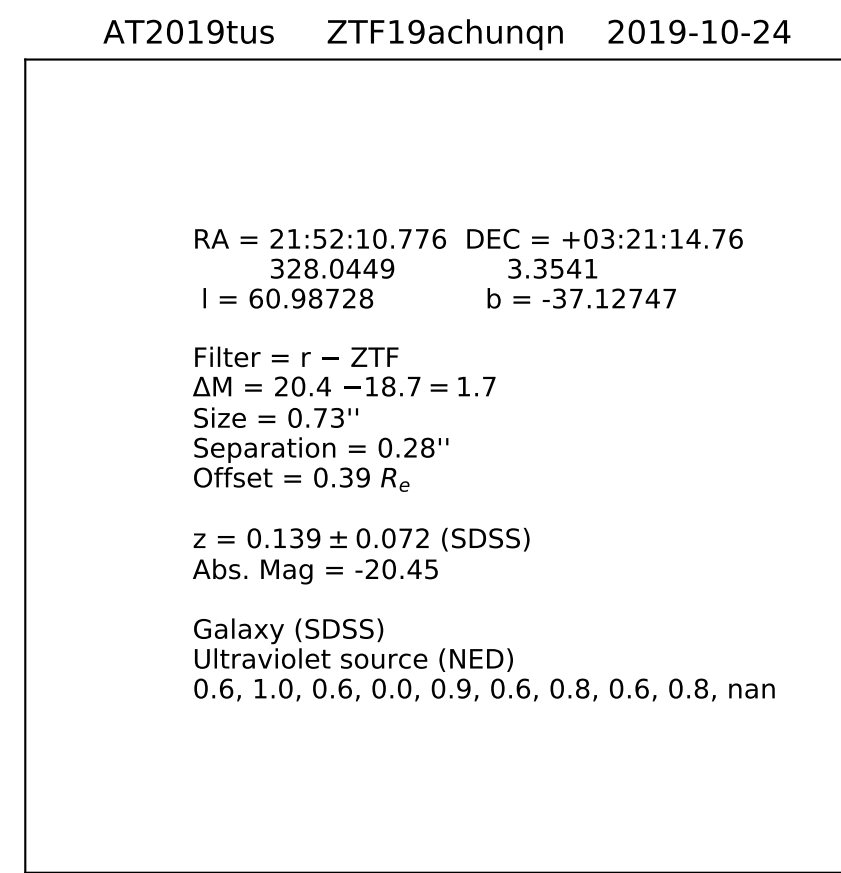 AT2019tus ZTF19achunqn 2019-10-24
RA = 21:52:10.776 DEC = +03:21:14.76
328.0449 3.3541
l = 60.98728 b = -37.12747
Filter = r − ZTF
ΔM = 20.4 −18.7 = 1.7
Size = 0.73''
Separation = 0.28''
Offset = 0.39 Re
z = 0.139 ± 0.072 (SDSS)
Abs. Mag = -20.45
Galaxy (SDSS)
Ultraviolet source (NED)
0.6, 1.0, 0.6, 0.0, 0.9, 0.6, 0.8, 0.6, 0.8, nan